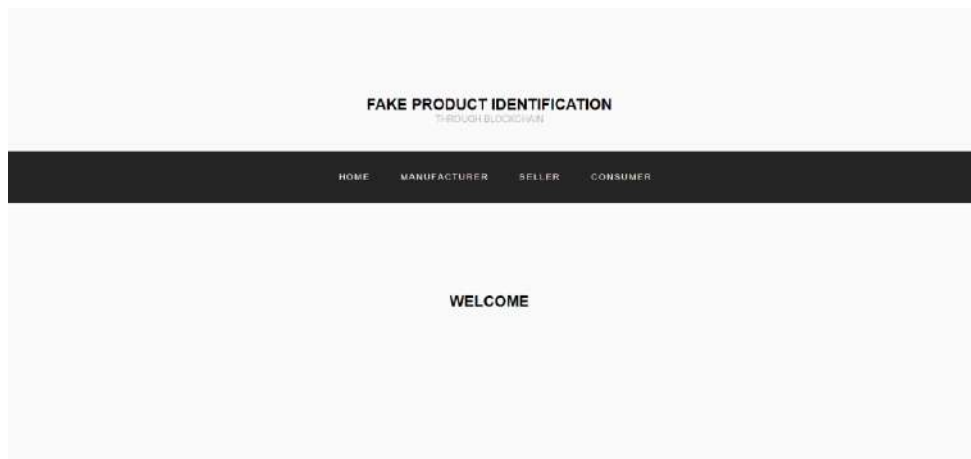 FAKE PRODUCT IDENTIFICATION
THROUGH BLOCKCHAIN
HOME MANUFACTURER SELLER CONSUMER
WELCOME